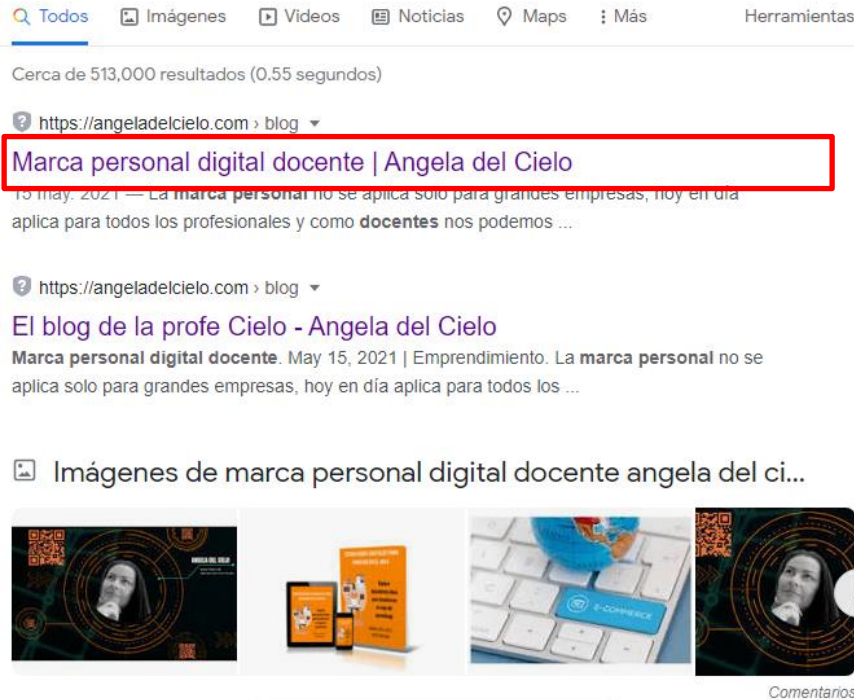 Todos Imágenes Videos Noticias Maps Más Herramientas
Cerca de 513,000 resultados (0.55 segundos)
https://angeladelcielo.com › blog
Marca personal digital docente | Angela del Cielo
15 may. 2021 — La marca personal no se aplica solo para grandes empresas, hoy en día
aplica para todos los profesionales y como docentes nos podemos ...
https://angeladelcielo.com › blog
El blog de la profe Cielo - Angela del Cielo
Marca personal digital docente. May 15, 2021 | Emprendimiento. La marca personal no se
aplica solo para grandes empresas, hoy en día aplica para todos los ...
Imágenes de marca personal digital docente angela del ci...
ANGELA DEL CIELO
E-COMMERCE
Comentarios